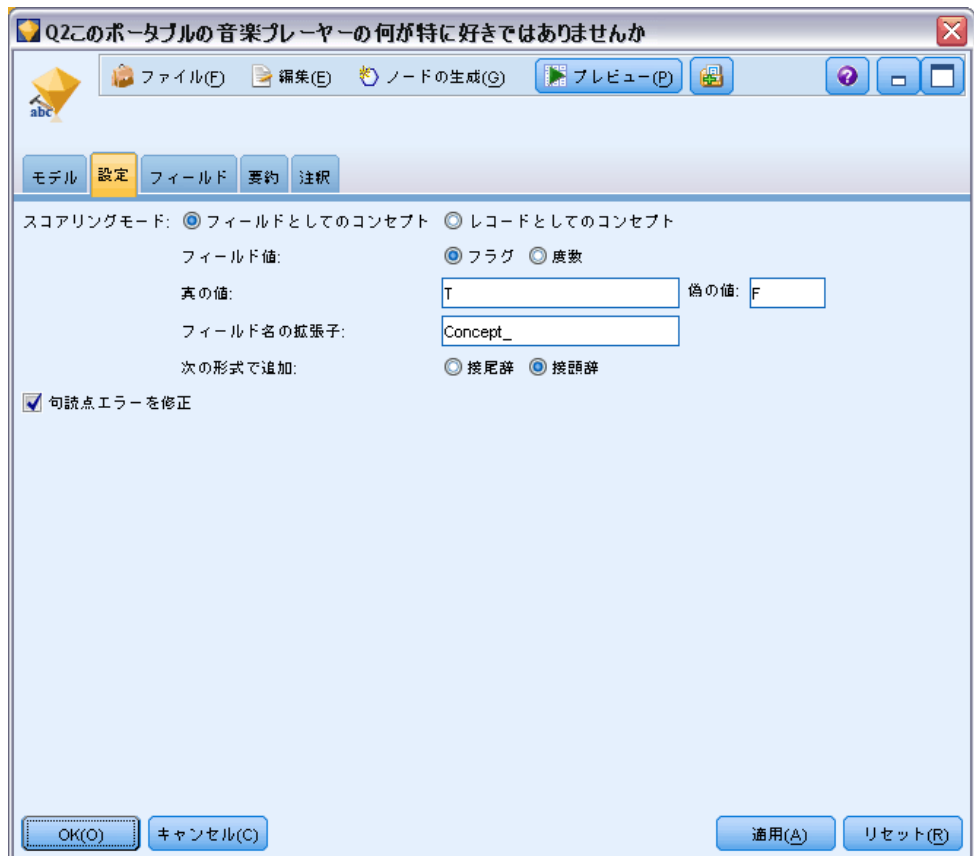 Q2このポータブルの音楽プレーヤーの何が特に好きではありませんか
ファイル(F) 編集(E) ノードの生成(G) プレビュー(P)
abc
モデル 設定 フィールド 要約 注釈
スコアリングモード: フィールドとしてのコンセプト レコードとしてのコンセプト
フィールド値: フラグ 度数
真の値: T 偽の値: F
フィールド名の拡張子: Concept_
次の形式で追加: 接尾辞 接頭辞
句読点エラーを修正
OK(O) キャンセル(C) 適用(A) リセット(R)